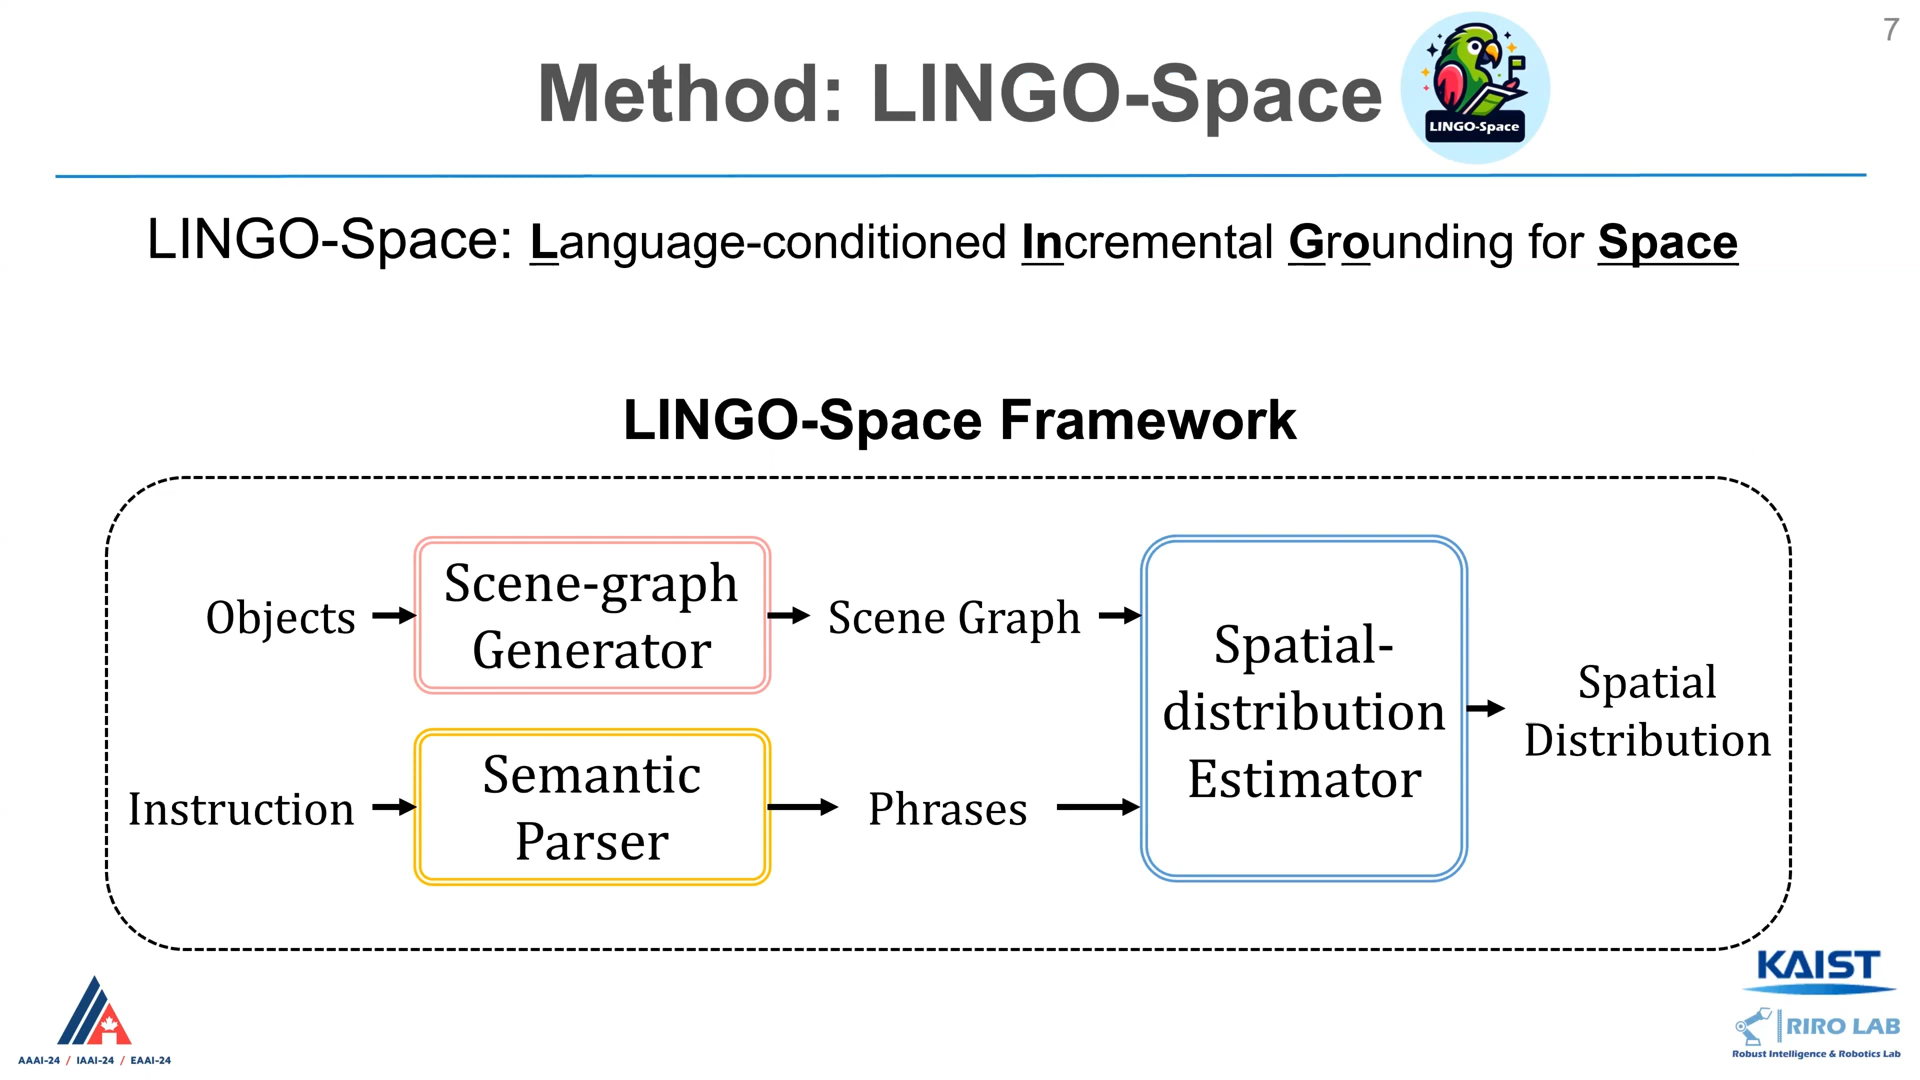 7
Method: LINGO-Space
LINGO-Space
LINGO-Space: Language-conditioned Incremental Grounding for Space
LINGO-Space Framework
Objects
Scene-graph
Generator
Scene Graph
Instruction
Semantic
Parser
Phrases
Spatial-
distribution
Estimator
Spatial
Distribution
AAAI-24 / IAAI-24 / EAAI-24
KAIST
RIRO LAB
Robust Intelligence & Robotics Lab